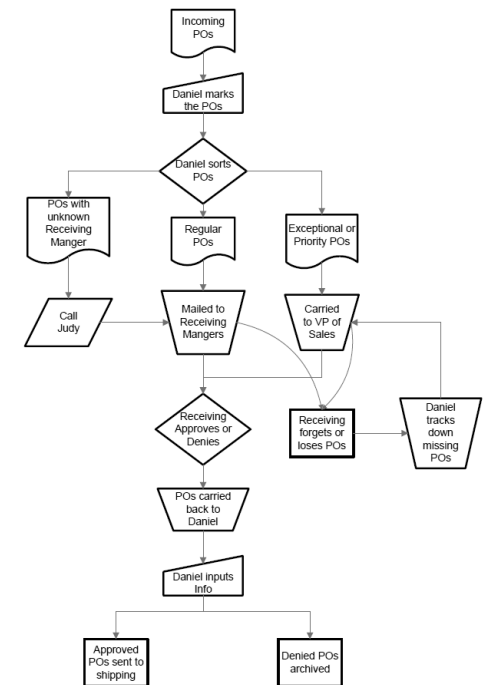 Incoming
POs
Daniel marks
the POs
Daniel sorts
POs
POs with
unknown
Receiving
Manger
Regular
POs
Exceptional or
Priority POs
Call
Judy
Mailed to
Receiving
Mangers
Carried
to VP of
Sales
Receiving
Approves or
Denies
Receiving
forgets or
loses POs
Daniel
tracks
down
missing
POs
POs carried
back to
Daniel
Daniel inputs
Info
Approved
POs sent to
shipping
Denied POs
archived